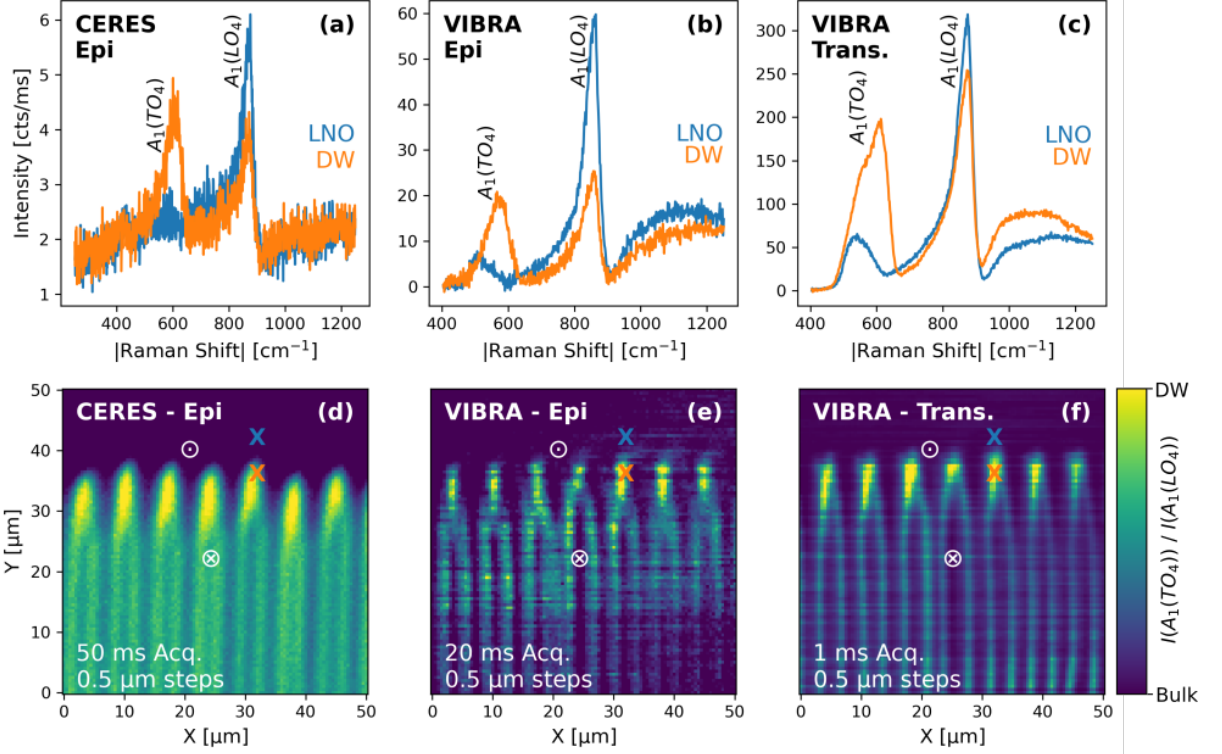 CERES
Epi
(a)
A₁(TO₄)
A₁(LO₄)
LNO
DW
Intensity [cts/ms]
6
5
4
3
2
1
400 600 800 1000 1200
|Raman Shift| [cm⁻¹]
VIBRA
Epi
(b)
A₁(TO₄)
A₁(LO₄)
LNO
DW
60
50
40
30
20
10
0
400 600 800 1000 1200
|Raman Shift| [cm⁻¹]
VIBRA
Trans.
(c)
A₁(TO₄)
A₁(LO₄)
LNO
DW
300
250
200
150
100
50
0
400 600 800 1000 1200
|Raman Shift| [cm⁻¹]
CERES - Epi (d)
X
X
⊙
⊗
50 ms Acq.
0.5 μm steps
Y [μm]
50
40
30
20
10
0
0 10 20 30 40 50
X [μm]
VIBRA - Epi (e)
X
X
⊙
⊗
20 ms Acq.
0.5 μm steps
0 10 20 30 40 50
X [μm]
VIBRA - Trans. (f)
X
X
⊙
⊗
1 ms Acq.
0.5 μm steps
0 10 20 30 40 50
X [μm]
DW
I(A₁(TO₄)) / I(A₁(LO₄))
Bulk